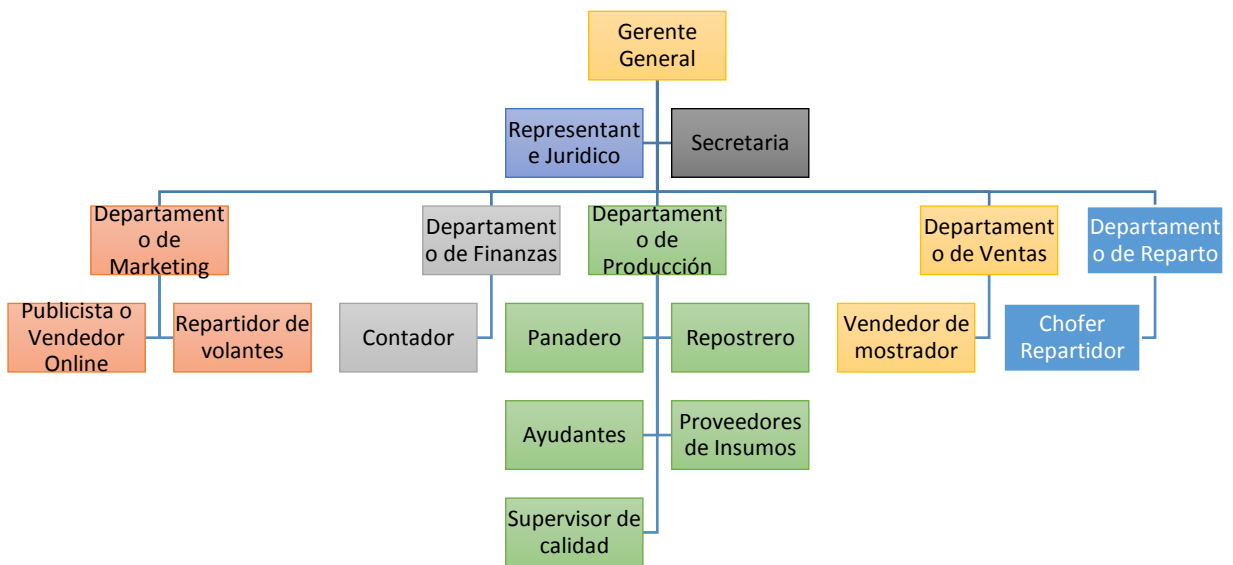 Gerente
General
Representant
e Juridico
Secretaria
Departament
o de
Marketing
Departament
o de Finanzas
Departament
o de
Producción
Departament
o de Ventas
Departament
o de Reparto
Publicista o
Vendedor
Online
Repartidor de
volantes
Contador
Panadero
Repostrero
Vendedor de
mostrador
Chofer
Repartidor
Ayudantes
Proveedores
de Insumos
Supervisor de
calidad